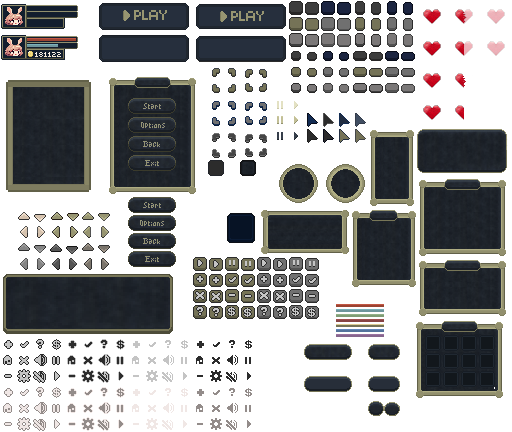 PLAY
PLAY
181122
Start
Options
Back
Exit
Start
Options
Back
Exit